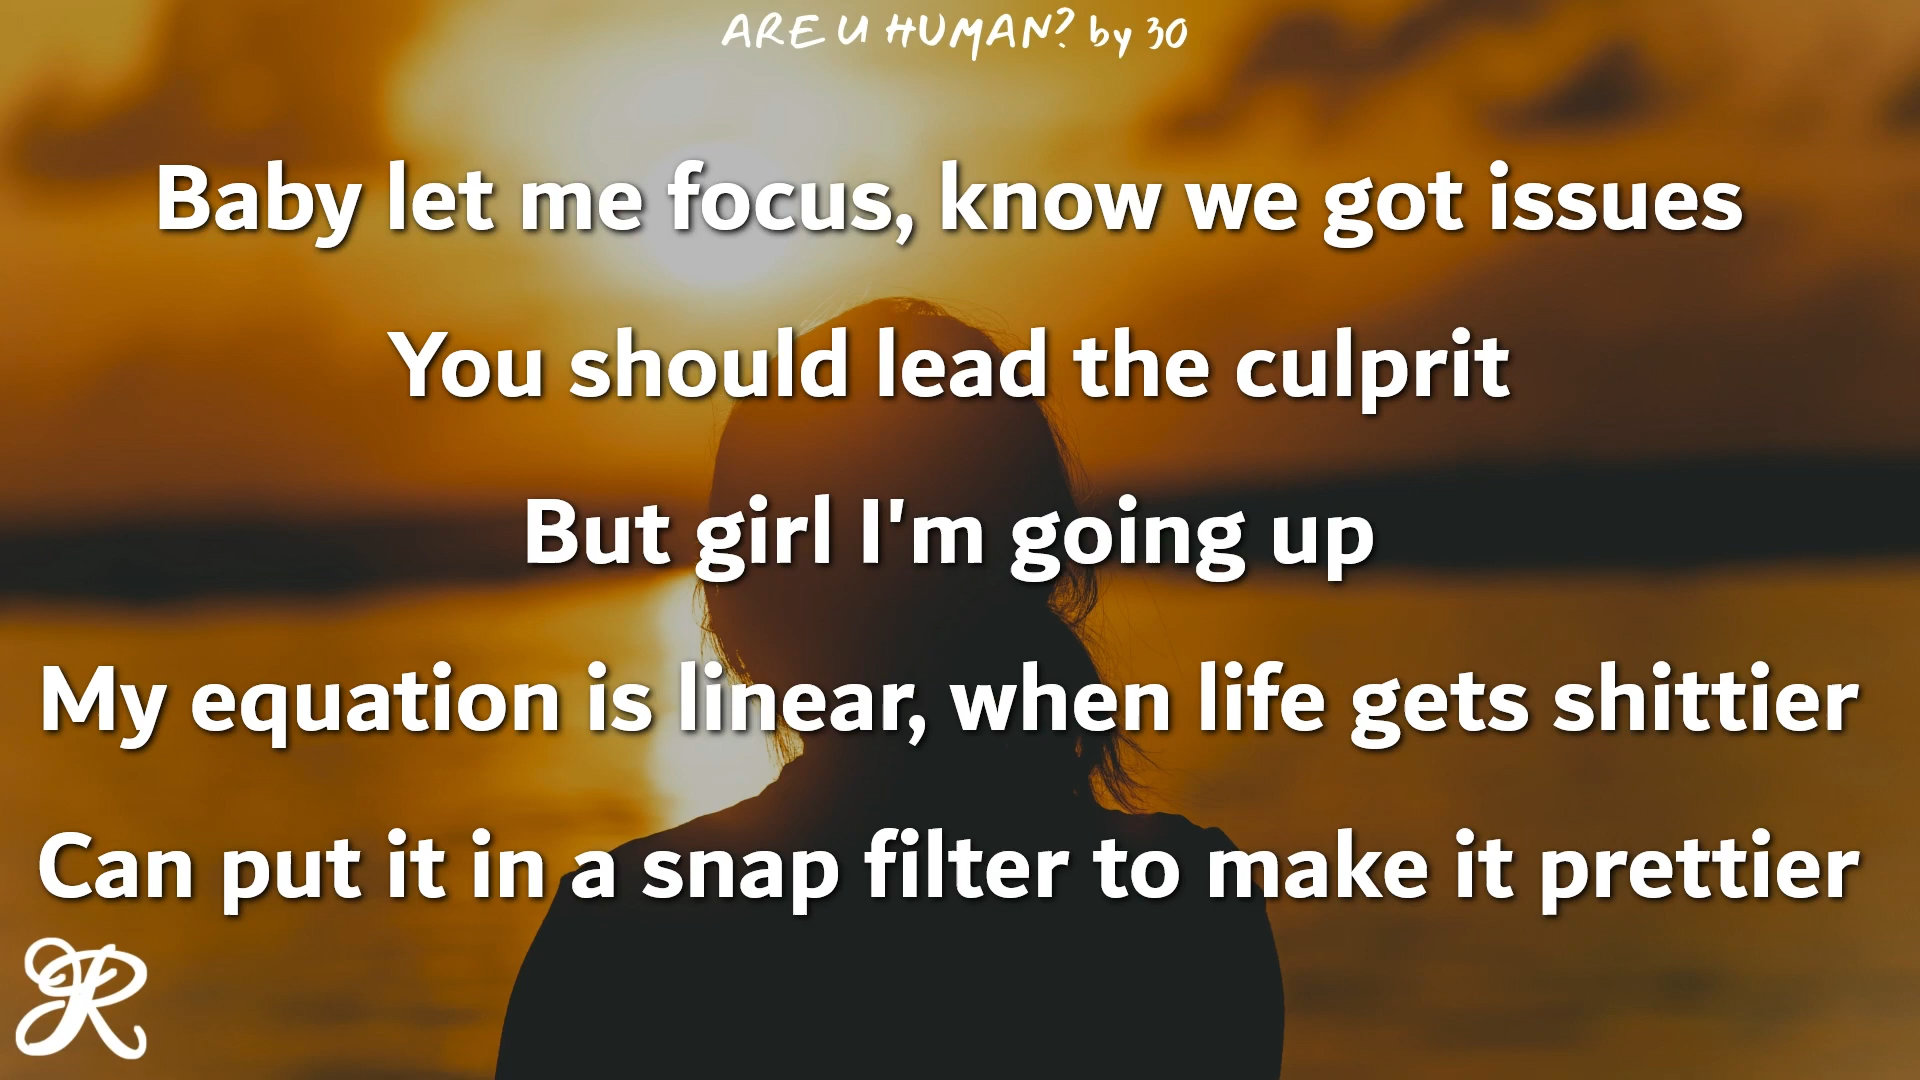 ARE U HUMAN? by 30
Baby let me focus, know we got issues
You should lead the culprit
But girl I'm going up
My equation is linear, when life gets shittier
Can put it in a snap filter to make it prettier
R